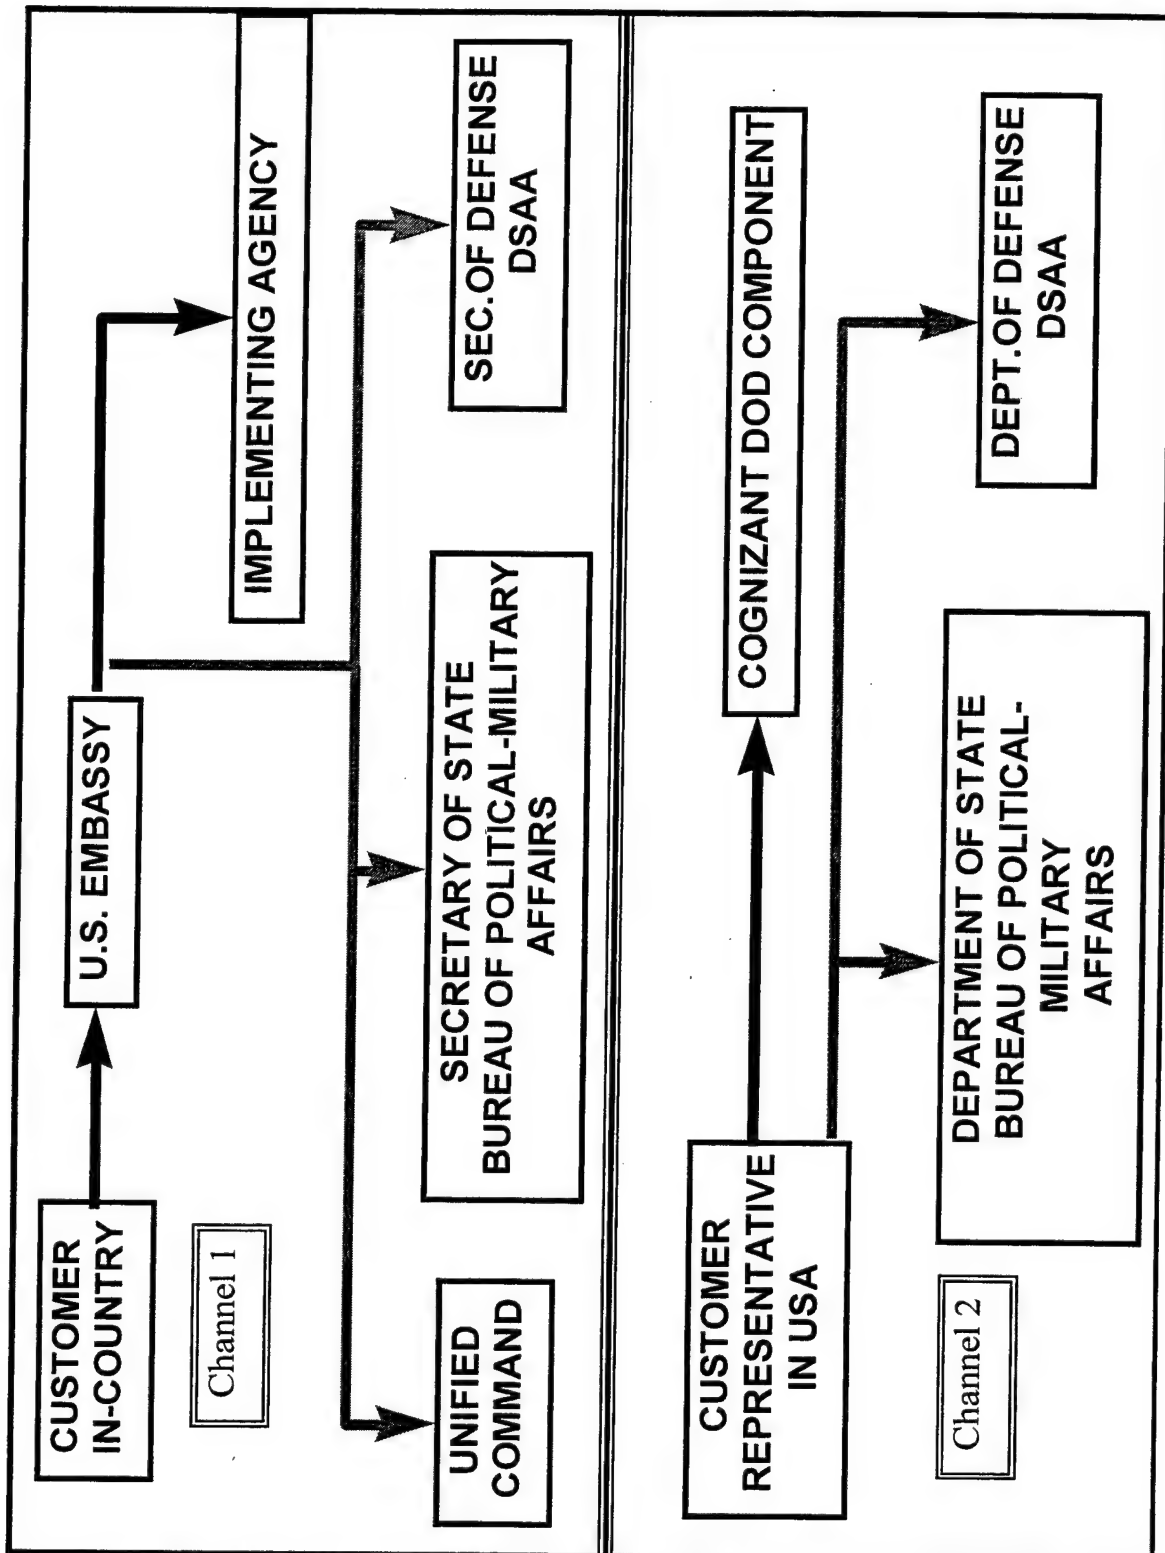 CUSTOMER
IN-COUNTRY
U.S. EMBASSY
IMPLEMENTING AGENCY
Channel 1
UNIFIED
COMMAND
SECRETARY OF STATE
BUREAU OF POLITICAL-MILITARY
AFFAIRS
SEC.OF DEFENSE
DSAA
CUSTOMER
REPRESENTATIVE
IN USA
COGNIZANT DOD COMPONENT
Channel 2
DEPARTMENT OF STATE
BUREAU OF POLITICAL-
MILITARY
AFFAIRS
DEPT.OF DEFENSE
DSAA